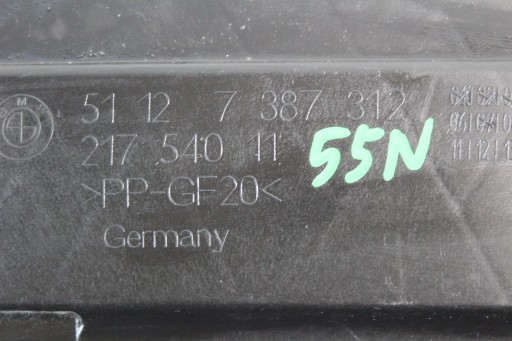 51 12 7 387 312
217 540 11
>PP-GF20<
55N
Germany